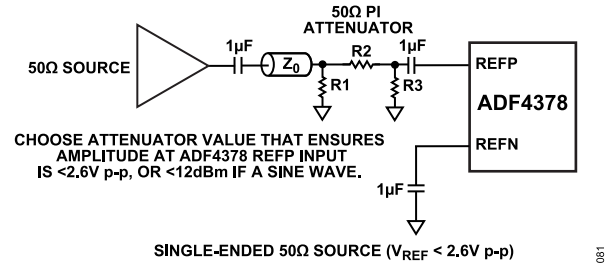 50Ω PI
ATTENUATOR
1µF
R2
1µF
50Ω SOURCE
Z0
REFP
R1
R3
ADF4378
CHOOSE ATTENUATOR VALUE THAT ENSURES
AMPLITUDE AT ADF4378 REFP INPUT
IS <2.6V p-p, OR <12dBm IF A SINE WAVE.
REFN
1µF
SINGLE-ENDED 50Ω SOURCE (VREF < 2.6V p-p)
081